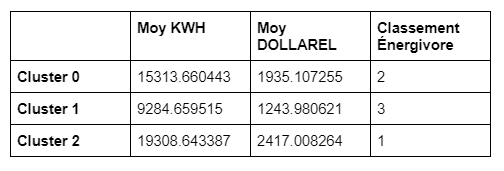 Moy KWH Moy DOLLAREL Classement Énergivore
Cluster 0 15313.660443 1935.107255 2
Cluster 1 9284.659515 1243.980621 3
Cluster 2 19308.643387 2417.008264 1